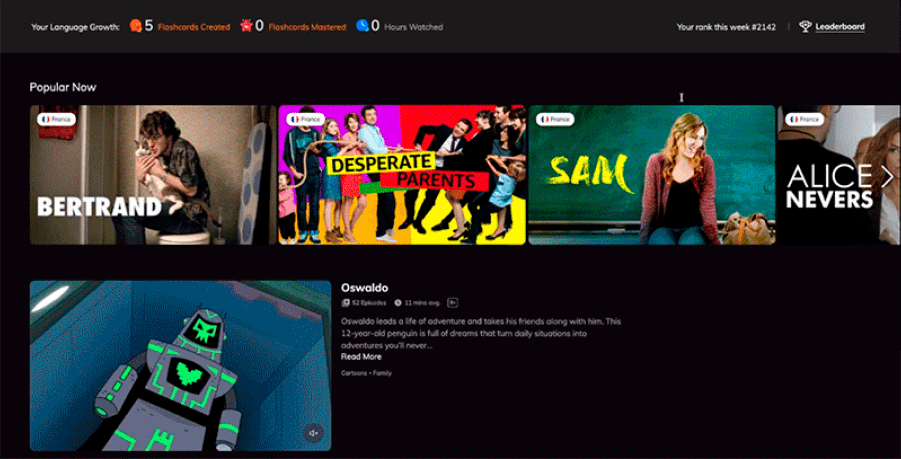 Your Language Growth: 5 Flashcards Created 0 Flashcards Mastered 0 Hours Watched Your rank this week #2142 | Leaderboard
Popular Now
France France France France
BERTRAND
DESPERATE
PARENTS
SAM
ALICE
NEVERS
Oswaldo
52 Episodes 11 mins avg.
Oswaldo leads a life of adventure and takes his friends along with him. This
12-year-old penguin is full of dreams that turn daily situations into
adventures you'll never...
Read More
Cartoons • Family